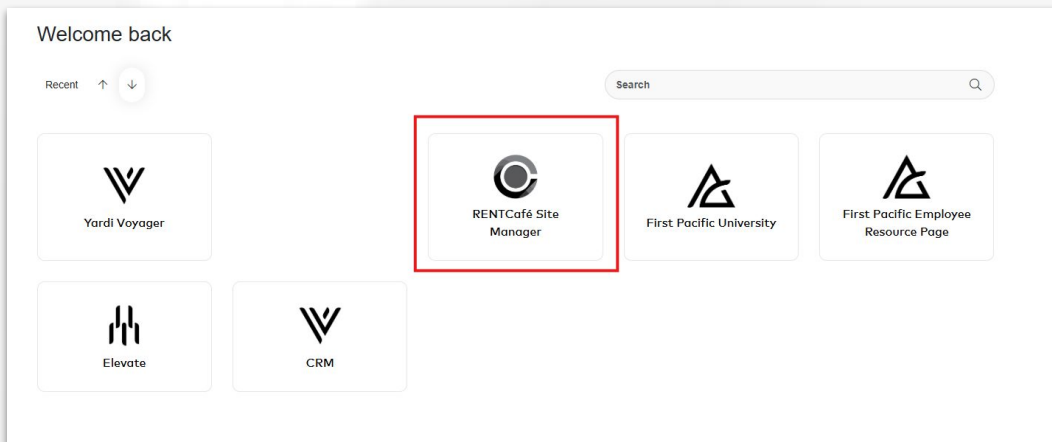 Welcome back
Recent
Search
Yardi Voyager
RENTCafé Site
Manager
First Pacific University
First Pacific Employee
Resource Page
Elevate
CRM